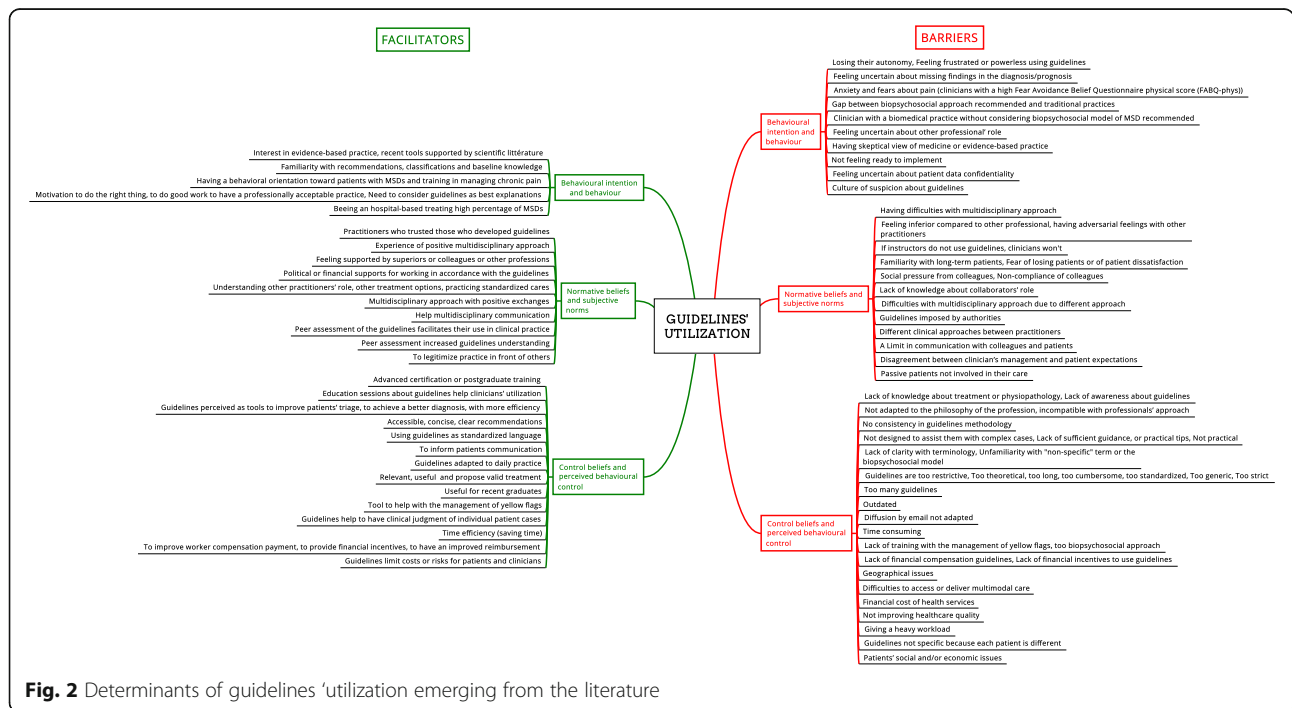 FACILITATORS
Interest in evidence-based practice, recent tools supported by scientific littérature
Familiarity with recommendations, classifications and baseline knowledge
Having a behavioral orientation toward patients with MSDs and training in managing chronic pain
Motivation to do the right thing, to do good work to have a professionally acceptable practice, Need to consider guidelines as best explanations
Beeing an hospital-based treating high percentage of MSDs
Behavioural intention
and behaviour
Practitioners who trusted those who developed guidelines
Experience of positive multidisciplinary approach
Feeling supported by superiors or colleagues or other professions
Political or financial supports for working in accordance with the guidelines
Understanding other practitioners' role, other treatment options, practicing standardized cares
Multidisciplinary approach with positive exchanges
Help multidisciplinary communication
Peer assessment of the guidelines facilitates their use in clinical practice
Peer assessment increased guidelines understanding
To legitimize practice in front of others
Normative beliefs
and subjective
norms
Advanced certification or postgraduate training
Education sessions about guidelines help clinicians' utilization
Guidelines perceived as tools to improve patients' triage, to achieve a better diagnosis, with more efficiency
Accessible, concise, clear recommendations
Using guidelines as standardized language
To inform patients communication
Guidelines adapted to daily practice
Relevant, useful and propose valid treatment
Useful for recent graduates
Tool to help with the management of yellow flags
Guidelines help to have clinical judgment of individual patient cases
Time efficiency (saving time)
To improve worker compensation payment, to provide financial incentives, to have an improved reimbursement
Guidelines limit costs or risks for patients and clinicians
Control beliefs and
perceived behavioural
control
GUIDELINES'
UTILIZATION
BARRIERS
Behavioural
intention and
behaviour
Losing their autonomy, Feeling frustrated or powerless using guidelines
Feeling uncertain about missing findings in the diagnosis/prognosis
Anxiety and fears about pain (clinicians with a high Fear Avoidance Belief Questionnaire physical score (FABQ-phys))
Gap between biopsychosocial approach recommended and traditional practices
Clinician with a biomedical practice without considering biopsychosocial model of MSD recommended
Feeling uncertain about other professional' role
Having skeptical view of medicine or evidence-based practice
Not feeling ready to implement
Feeling uncertain about patient data confidentiality
Culture of suspicion about guidelines
Normative beliefs and
subjective norms
Having difficulties with multidisciplinary approach
Feeling inferior compared to other professional, having adversarial feelings with other
practitioners
If instructors do not use guidelines, clinicians won't
Familiarity with long-term patients, Fear of losing patients or of patient dissatisfaction
Social pressure from colleagues, Non-compliance of colleagues
Lack of knowledge about collaborators' role
Difficulties with multidisciplinary approach due to different approach
Guidelines imposed by authorities
Different clinical approaches between practitioners
A Limit in communication with colleagues and patients
Disagreement between clinician's management and patient expectations
Passive patients not involved in their care
Control beliefs and
perceived behavioural
control
Lack of knowledge about treatment or physiopathology, Lack of awareness about guidelines
Not adapted to the philosophy of the profession, incompatible with professionals' approach
No consistency in guidelines methodology
Not designed to assist them with complex cases, Lack of sufficient guidance, or practical tips, Not practical
Lack of clarity with terminology, Unfamiliarity with "non-specific" term or the
biopsychosocial model
Guidelines are too restrictive, Too theoretical, too long, too cumbersome, too standardized, Too generic, Too strict
Too many guidelines
Outdated
Diffusion by email not adapted
Time consuming
Lack of training with the management of yellow flags, too biopsychosocial approach
Lack of financial compensation guidelines, Lack of financial incentives to use guidelines
Geographical issues
Difficulties to access or deliver multimodal care
Financial cost of health services
Not improving healthcare quality
Giving a heavy workload
Guidelines not specific because each patient is different
Patients' social and/or economic issues
Fig. 2 Determinants of guidelines 'utilization emerging from the literature